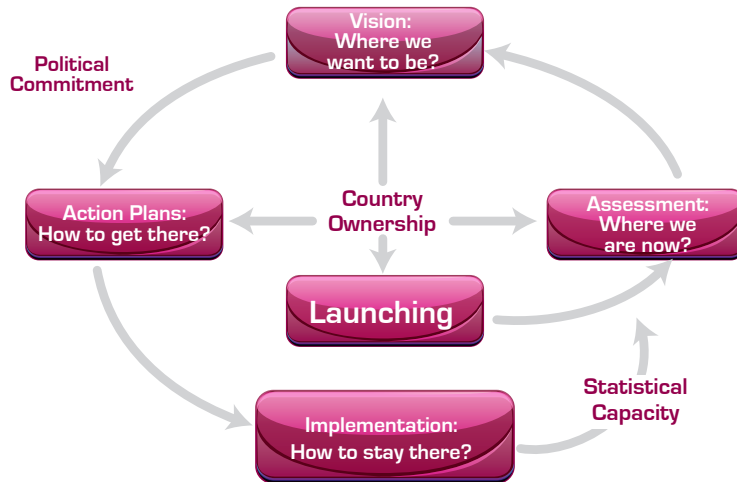 Vision:
Where we
want to be?
Political
Commitment
Country
Ownership
Action Plans:
How to get there?
Assessment:
Where we
are now?
Launching
Statistical
Capacity
Implementation:
How to stay there?